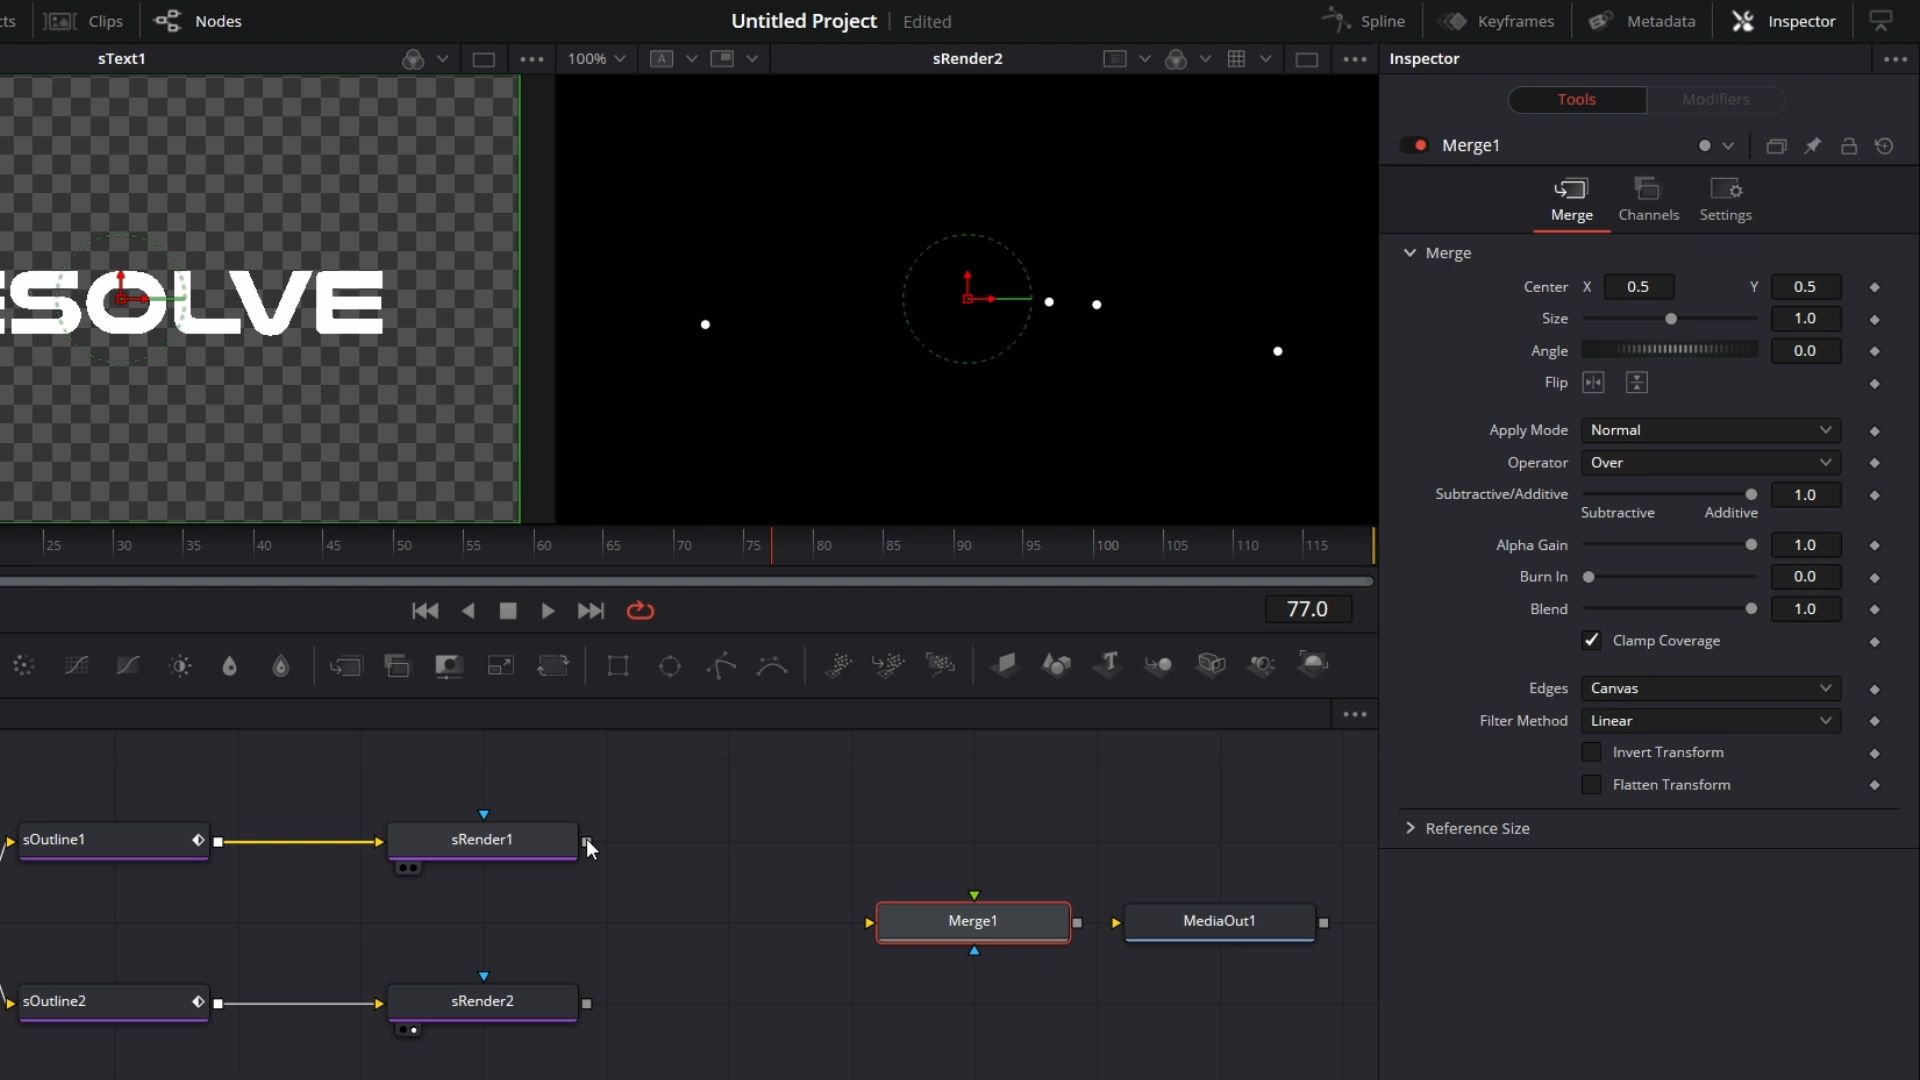 ts
Clips
Nodes
Untitled Project
Edited
Spline
Keyframes
Metadata
Inspector
sText1
100%
A
sRender2
Inspector
Tools
Modifiers
Merge1
Merge
Channels
Settings
Merge
Center X 0.5 Y 0.5
Size 1.0
Angle 0.0
Flip
Apply Mode Normal
Operator Over
Subtractive/Additive 1.0
Subtractive Additive
Alpha Gain 1.0
Burn In 0.0
Blend 1.0
Clamp Coverage
Edges Canvas
Filter Method Linear
Invert Transform
Flatten Transform
Reference Size
ESOLVE
25 30 35 40 45 50 55 60 65 70 75 80 85 90 95 100 105 110 115
77.0
T
sOutline1
sRender1
Merge1
MediaOut1
sOutline2
sRender2